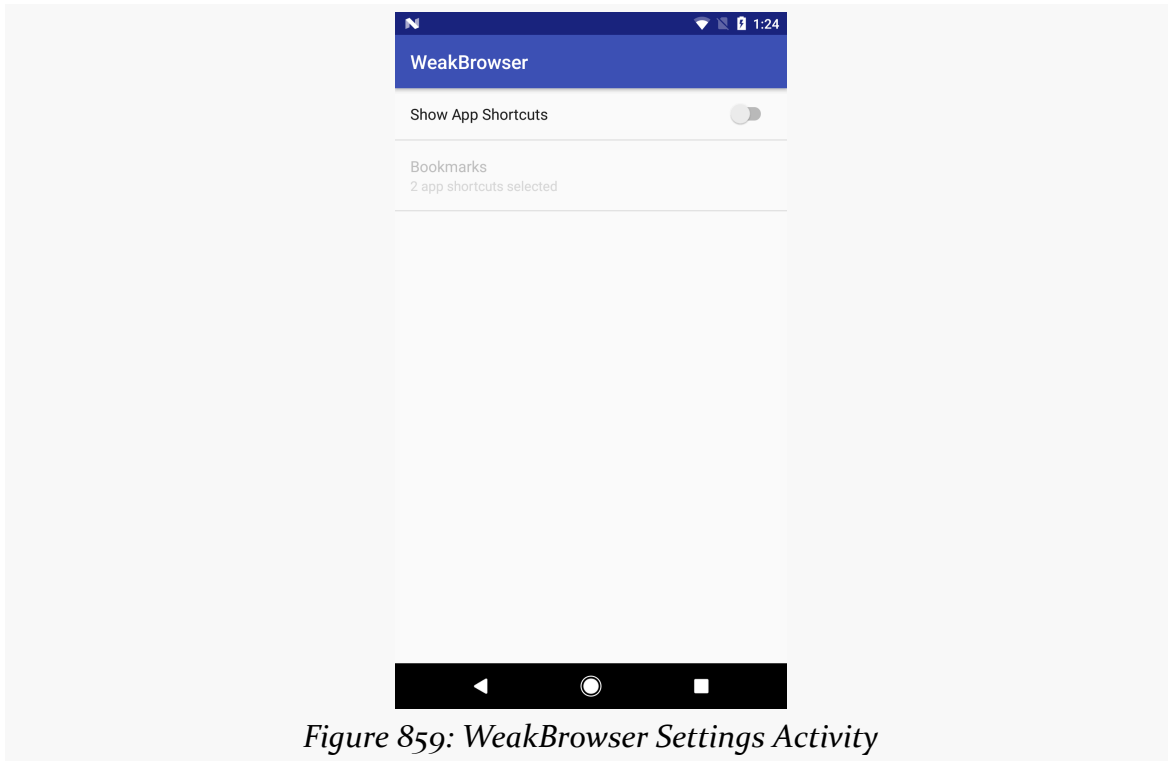 1:24
WeakBrowser
Show App Shortcuts
Bookmarks
2 app shortcuts selected
Figure 859: WeakBrowser Settings Activity